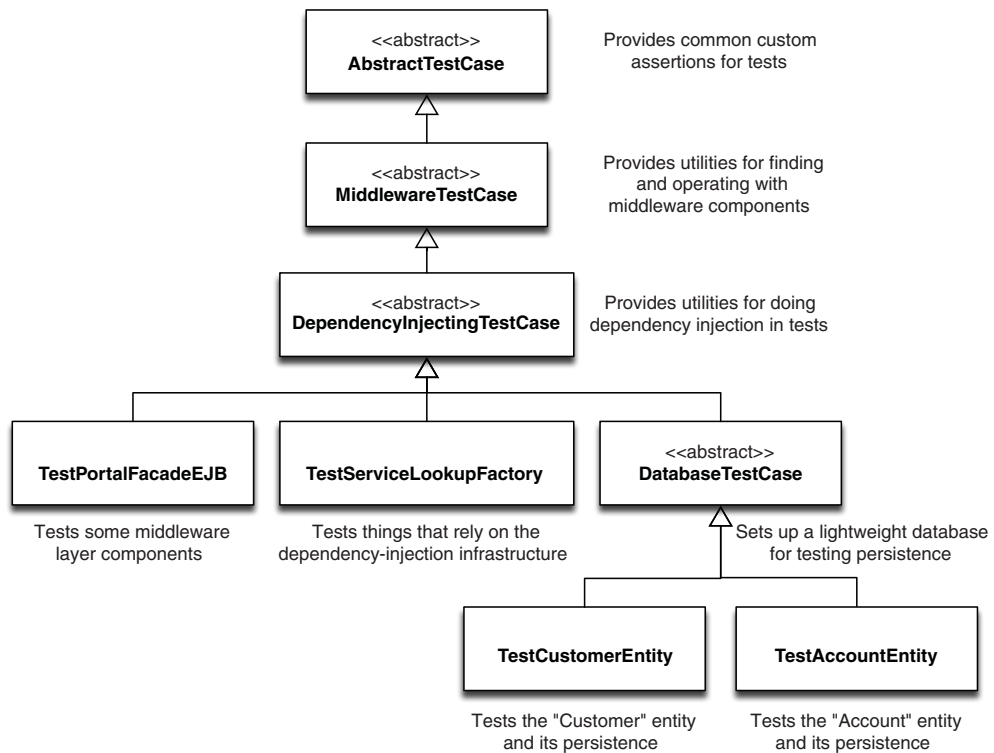 <<abstract>>
AbstractTestCase
Provides common custom
assertions for tests
<<abstract>>
MiddlewareTestCase
Provides utilities for finding
and operating with
middleware components
<<abstract>>
DependencyInjectingTestCase
Provides utilities for doing
dependency injection in tests
TestPortalFacadeEJB
Tests some middleware
layer components
TestServiceLookupFactory
Tests things that rely on the
dependency-injection infrastructure
<<abstract>>
DatabaseTestCase
Sets up a lightweight database
for testing persistence
TestCustomerEntity
Tests the "Customer" entity
and its persistence
TestAccountEntity
Tests the "Account" entity
and its persistence